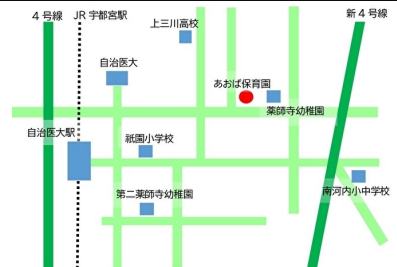 4号線
JR宇都宮駅
上三川高校
新4号線
自治医大
あおば保育園
薬師寺幼稚園
自治医大駅
祇園小学校
南河内小中学校
第二薬師寺幼稚園